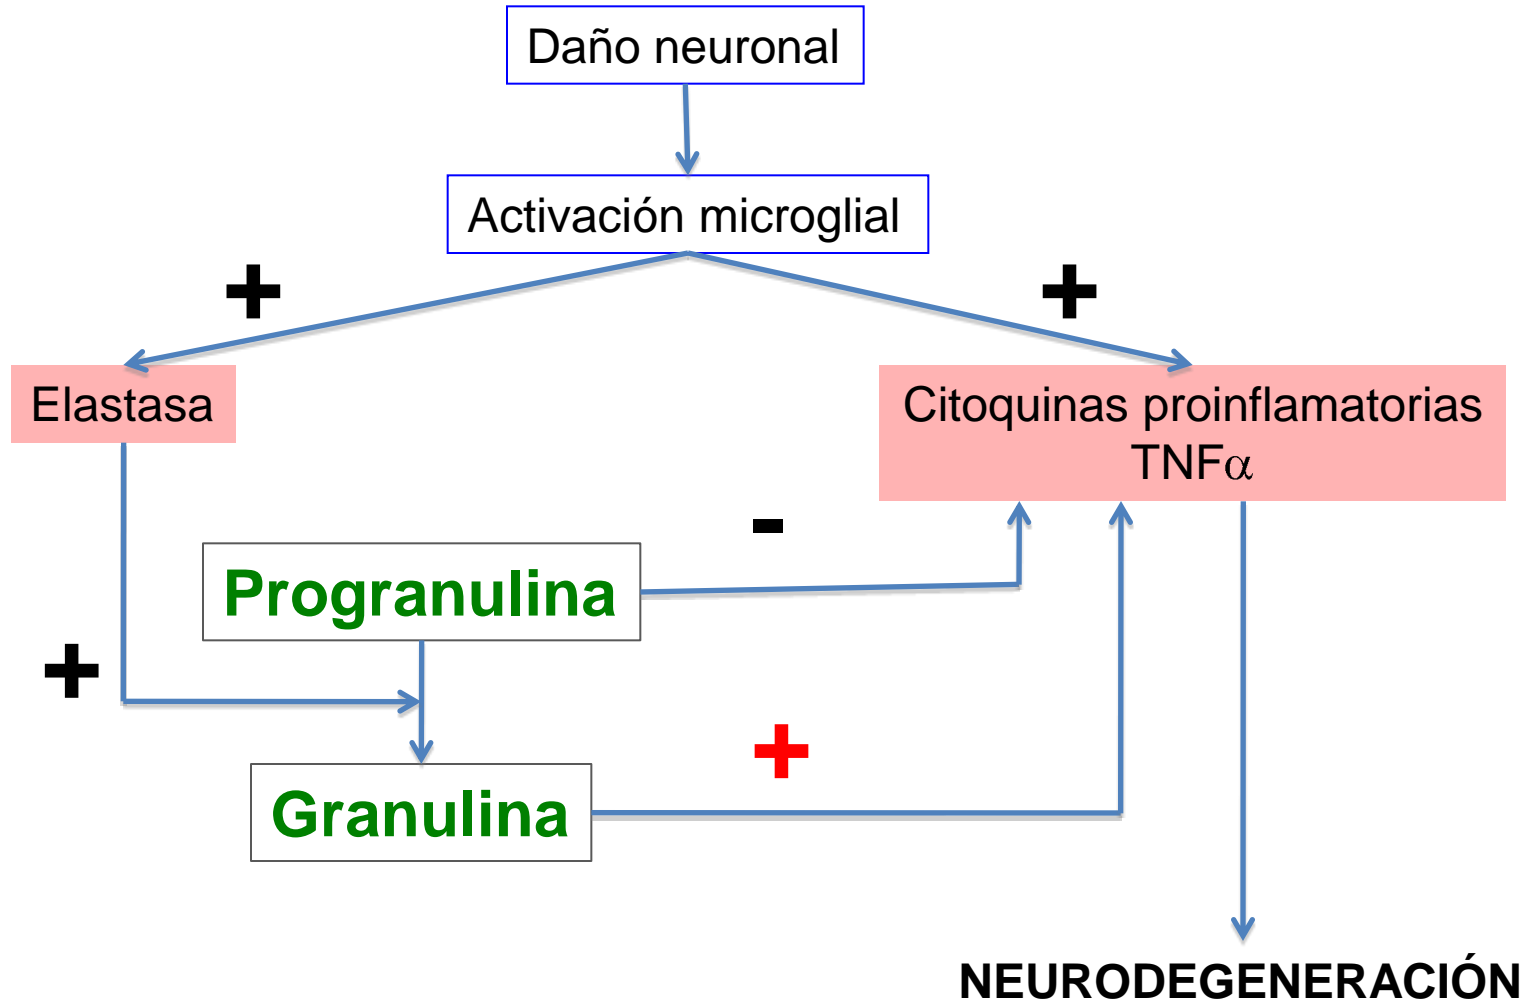 Daño neuronal
Activación microglial
+
+
Elastasa
Citoquinas proinflamatorias
TNFα
-
Progranulina
+
+
Granulina
NEURODEGENERACIÓN